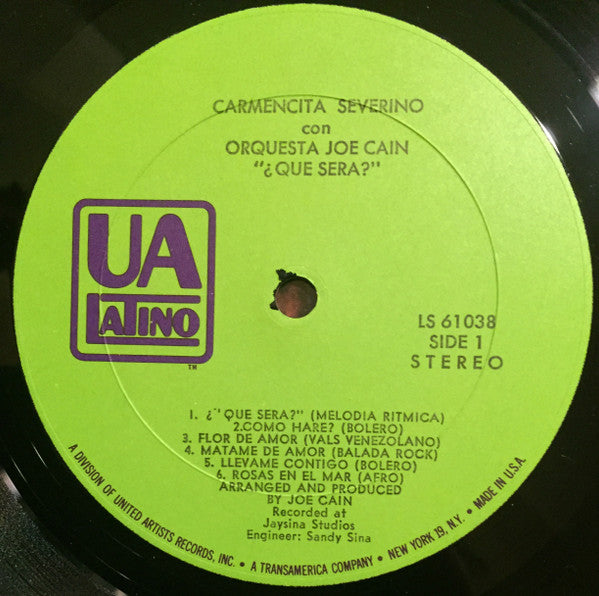 CARMENCITA SEVERINO
con
ORQUESTA JOE CAIN
"¿QUE SERA?"
UA
LATINO
TM
LS 61038
SIDE 1
STEREO
1. ¿"QUE SERA?" (MELODIA RITMICA)
2.COMO HARE? (BOLERO)
3. FLOR DE AMOR (VALS VENEZOLANO)
4. MATAME DE AMOR (BALADA ROCK)
5. LLEVAME CONTIGO (BOLERO)
6. ROSAS EN EL MAR (AFRO)
ARRANGED AND PRODUCED
BY JOE CAIN
Recorded at
Jaysina Studios
Engineer: Sandy Sina
A DIVISION OF UNITED ARTISTS RECORDS, INC. • A TRANSAMERICA COMPANY • NEW YORK 19, N.Y. • MADE IN U.S.A.